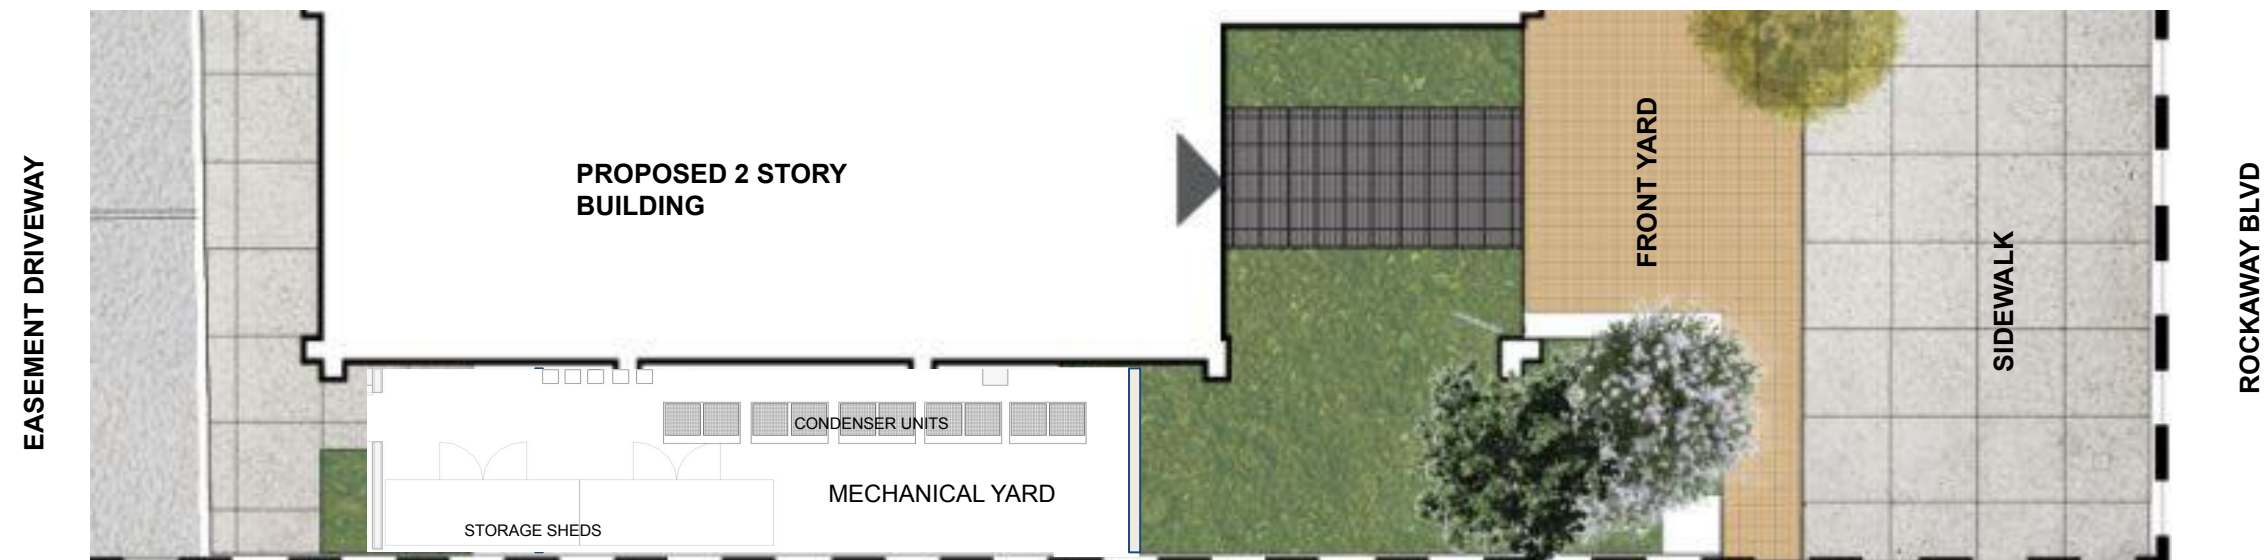 EASEMENT DRIVEWAY
PROPOSED 2 STORY
BUILDING
FRONT YARD
SIDEWALK
ROCKAWAY BLVD
CONDENSER UNITS
MECHANICAL YARD
STORAGE SHEDS